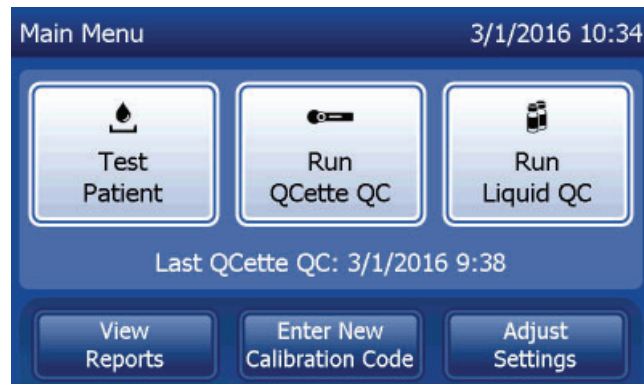 Main Menu 3/1/2016 10:34
Test Patient
Run QCette QC
Run Liquid QC
Last QCette QC: 3/1/2016 9:38
View Reports
Enter New Calibration Code
Adjust Settings